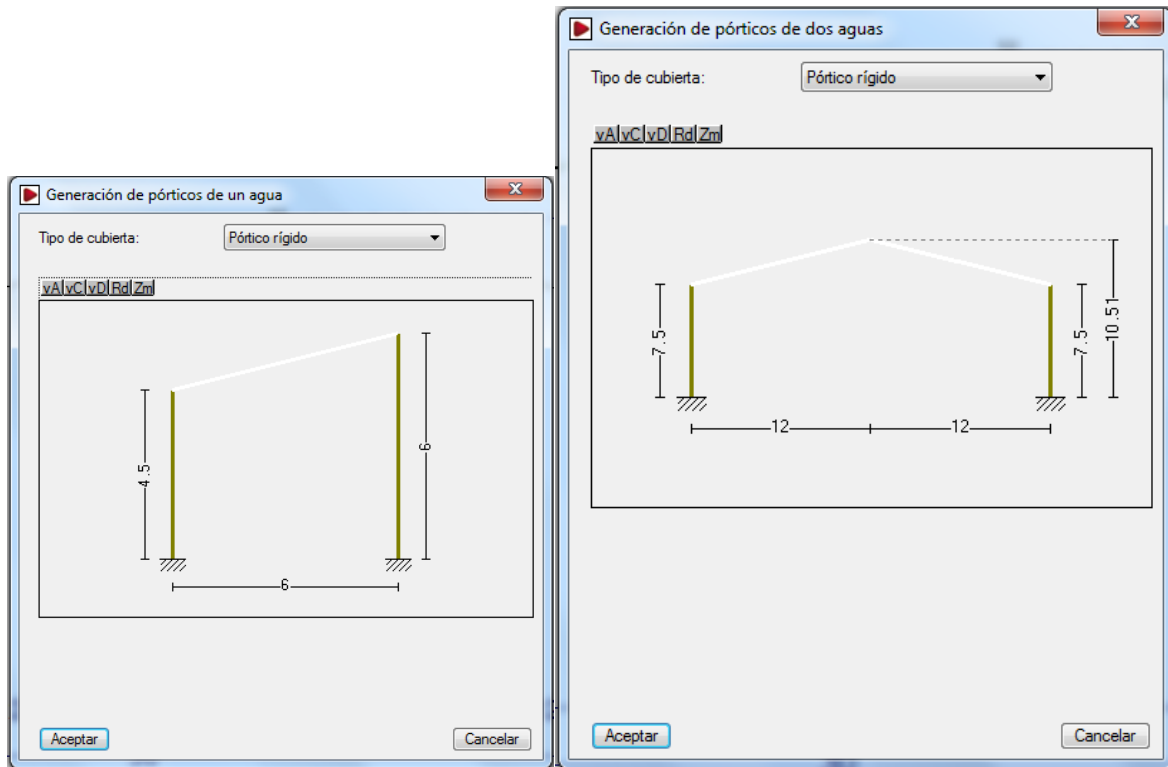 Generación de pórticos de un agua
Tipo de cubierta: Pórtico rígido
vA vC vD Rd Zm
4.5
6
6
Aceptar Cancelar
Generación de pórticos de dos aguas
Tipo de cubierta: Pórtico rígido
vA vC vD Rd Zm
7.5
7.5
10.51
12 12
Aceptar Cancelar